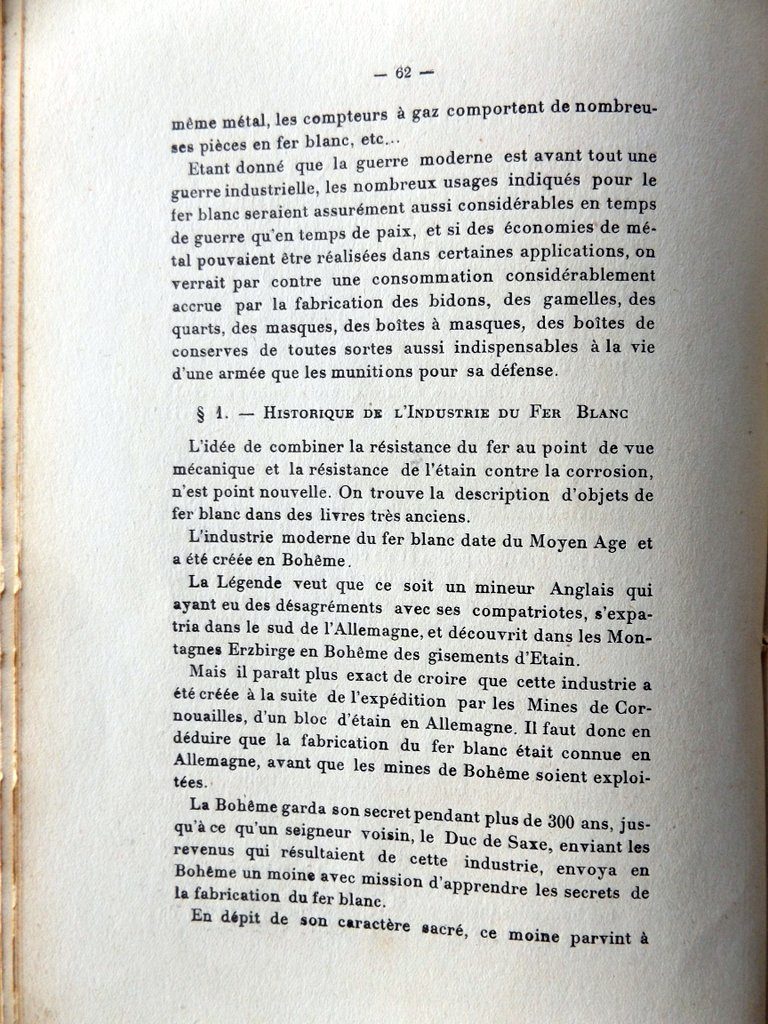 — 62 —
même métal, les compteurs à gaz comportent de nombreu-
ses pièces en fer blanc, etc...
Etant donné que la guerre moderne est avant tout une
guerre industrielle, les nombreux usages indiqués pour le
fer blanc seraient assurément aussi considérables en temps
de guerre qu'en temps de paix, et si des économies de mé-
tal pouvaient être réalisées dans certaines applications, on
verrait par contre une consommation considérablement
accrue par la fabrication des bidons, des gamelles, des
quarts, des masques, des boîtes à masques, des boîtes de
conserves de toutes sortes aussi indispensables à la vie
d'une armée que les munitions pour sa défense.
§ 1. — Historique de l'Industrie du Fer Blanc
L'idée de combiner la résistance du fer au point de vue
mécanique et la résistance de l'étain contre la corrosion,
n'est point nouvelle. On trouve la description d'objets de
fer blanc dans des livres très anciens.
L'industrie moderne du fer blanc date du Moyen Age et
a été créée en Bohême.
La Légende veut que ce soit un mineur Anglais qui
ayant eu des désagréments avec ses compatriotes, s'expa-
tria dans le sud de l'Allemagne, et découvrit dans les Mon-
tagnes Erzbirge en Bohême des gisements d'Etain.
Mais il paraît plus exact de croire que cette industrie a
été créée à la suite de l'expédition par les Mines de Cor-
nouailles, d'un bloc d'étain en Allemagne. Il faut donc en
déduire que la fabrication du fer blanc était connue en
Allemagne, avant que les mines de Bohême soient exploi-
tées.
La Bohême garda son secret pendant plus de 300 ans, jus-
qu'à ce qu'un seigneur voisin, le Duc de Saxe, enviant les
revenus qui résultaient de cette industrie, envoya en
Bohême un moine avec mission d'apprendre les secrets de
la fabrication du fer blanc.
En dépit de son caractère sacré, ce moine parvint à